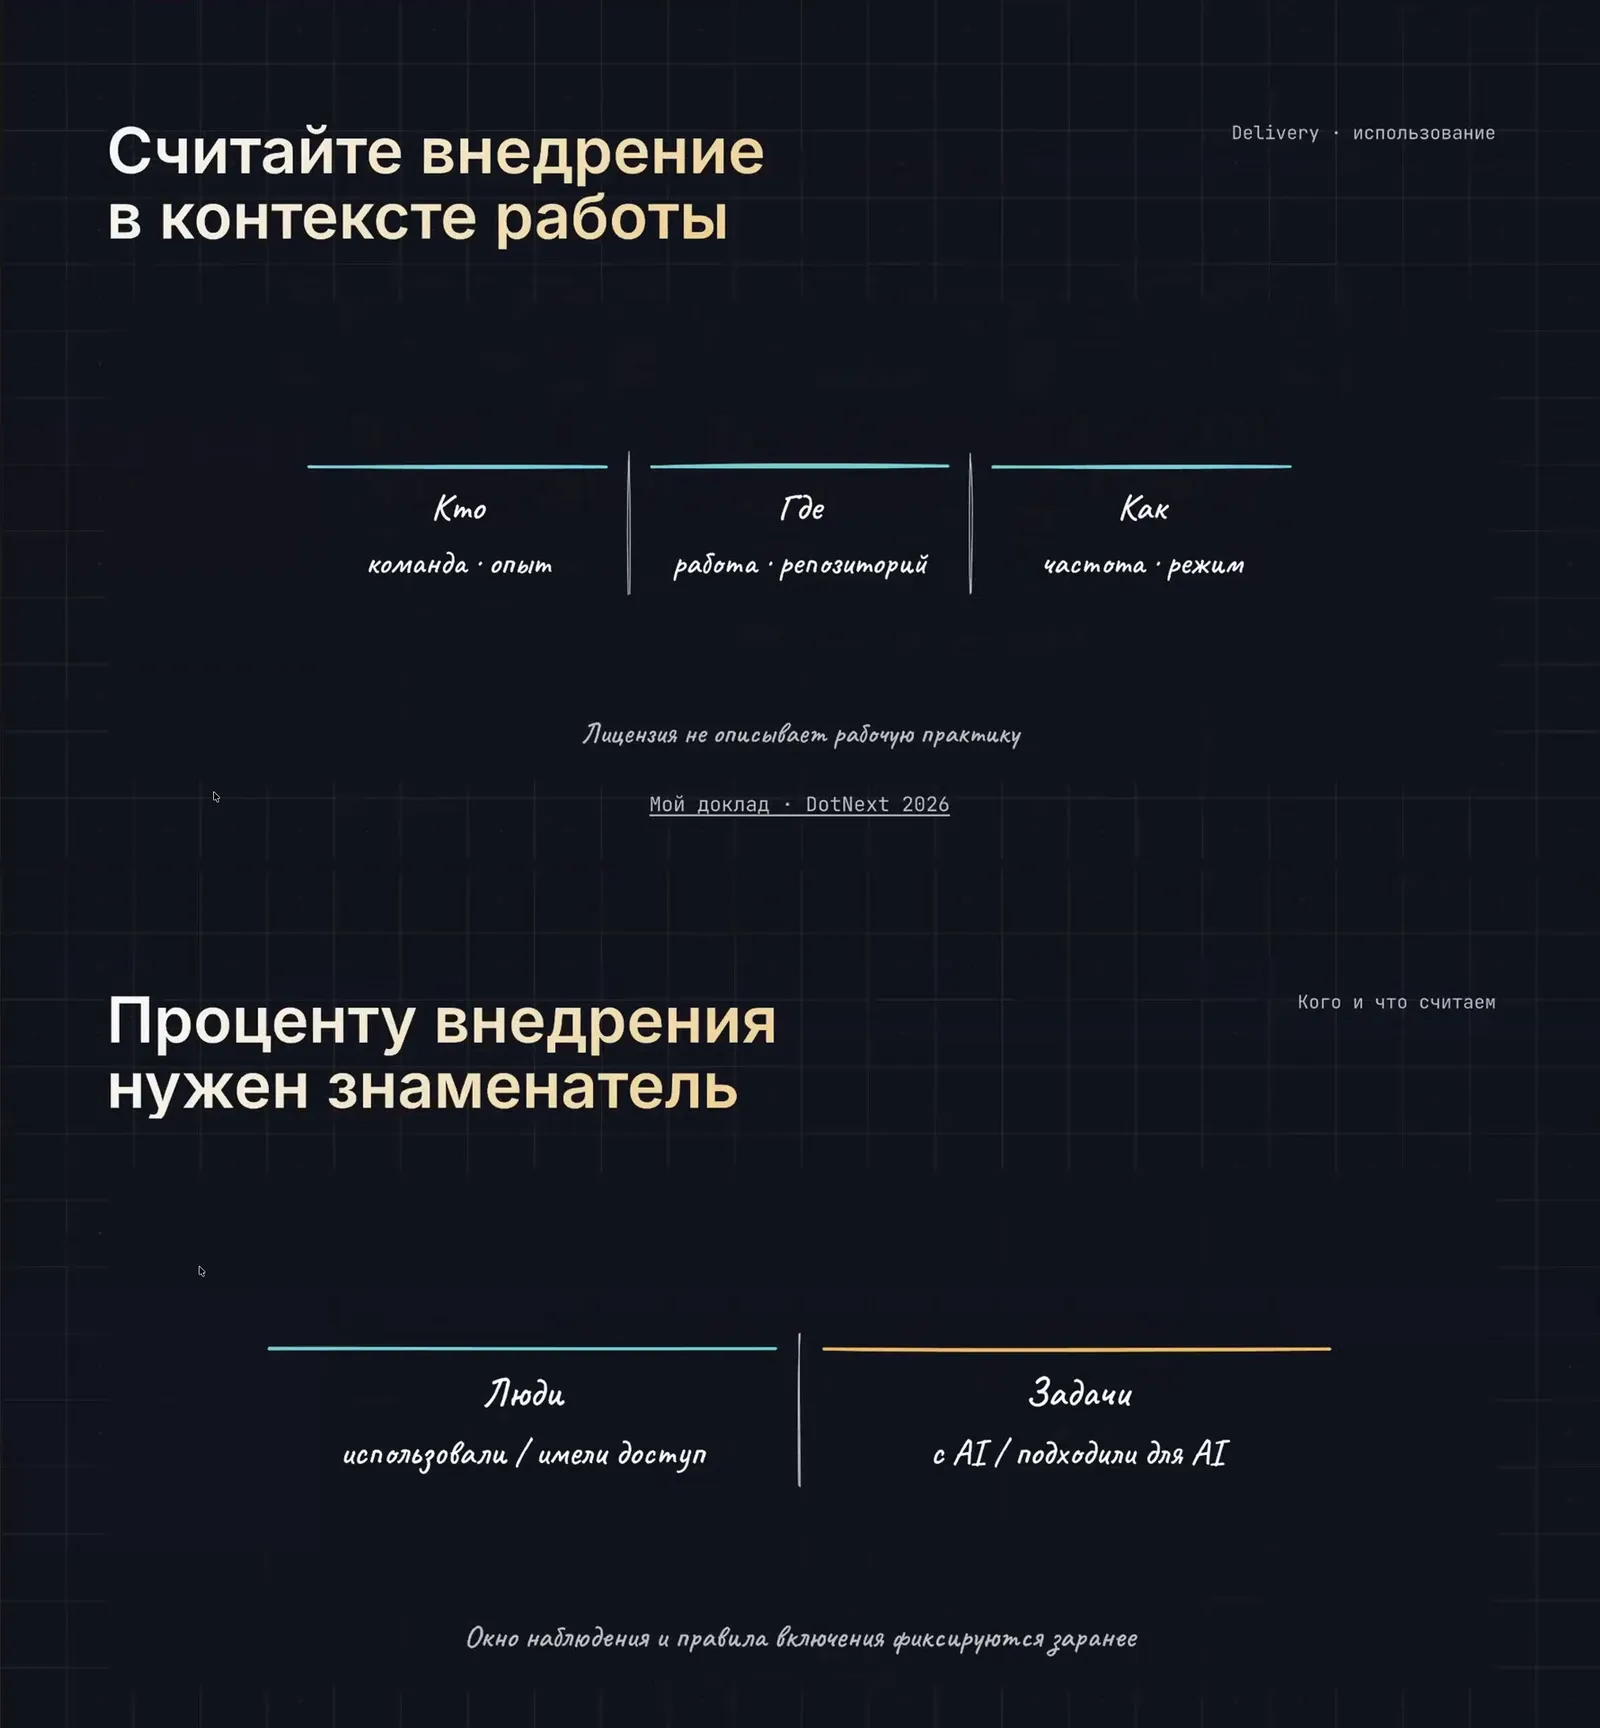 Считайте внедрение
в контексте работы
Delivery · использование
Кто
команда · опыт
Где
работа · репозиторий
Как
частота · режим
Лицензия не описывает рабочую практику
Мой доклад · DotNext 2026
Проценту внедрения
нужен знаменатель
Кого и что считаем
Люди
использовали / имели доступ
Задачи
с AI / подходили для AI
Окно наблюдения и правила включения фиксируются заранее